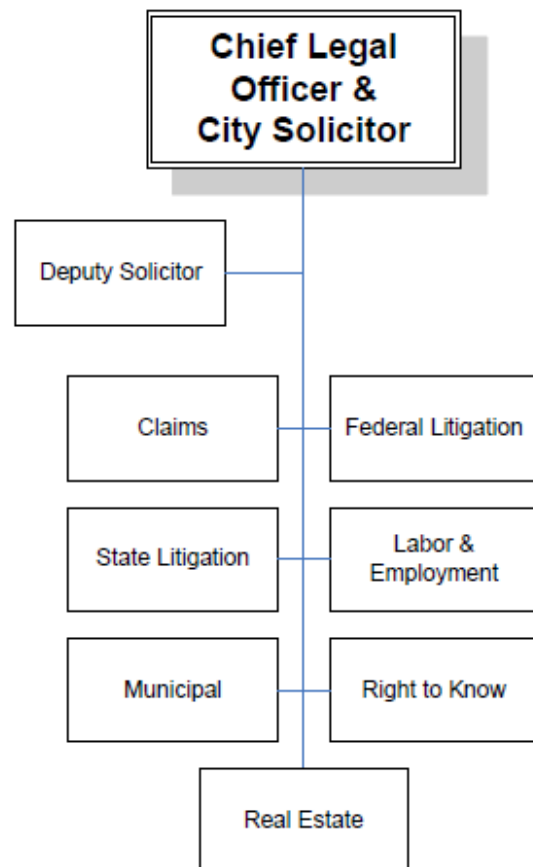 Chief Legal
Officer &
City Solicitor
Deputy Solicitor
Claims
Federal Litigation
State Litigation
Labor &
Employment
Municipal
Right to Know
Real Estate